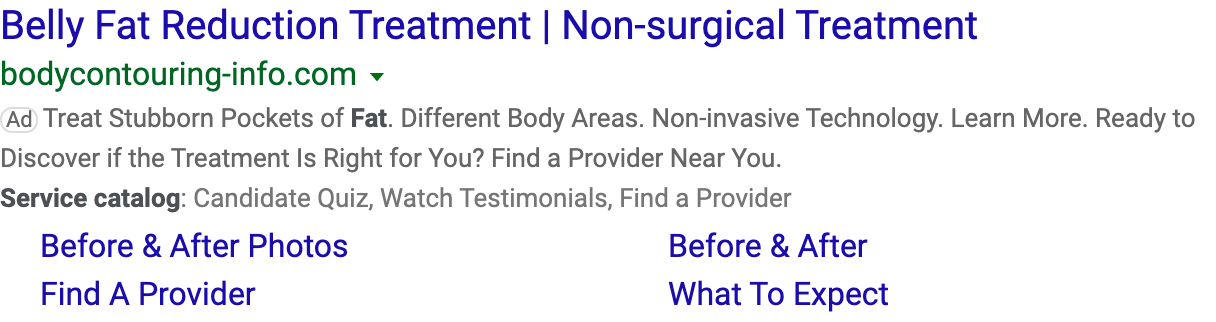 Belly Fat Reduction Treatment | Non-surgical Treatment
bodycontouring-info.com
Ad Treat Stubborn Pockets of Fat. Different Body Areas. Non-invasive Technology. Learn More. Ready to
Discover if the Treatment Is Right for You? Find a Provider Near You.
Service catalog: Candidate Quiz, Watch Testimonials, Find a Provider
Before & After Photos Before & After
Find A Provider What To Expect